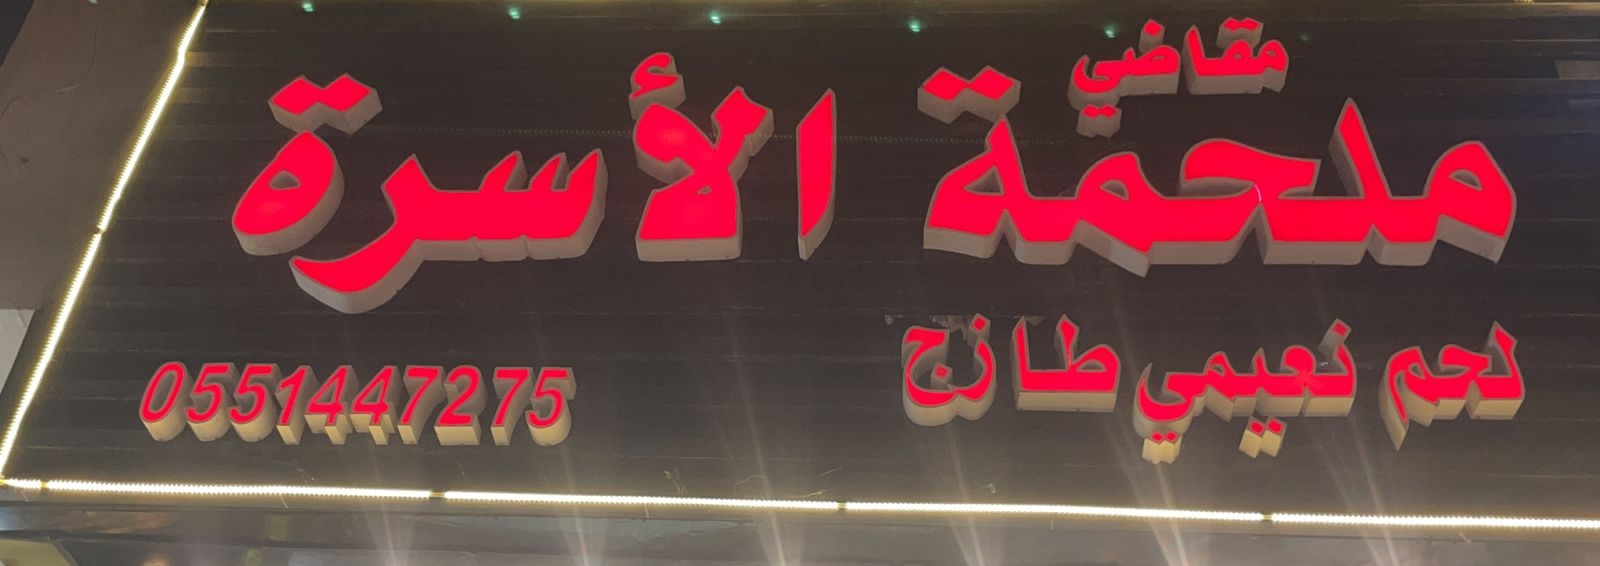 مقاضي
ملحمة الأسرة
لحم نعيمي طازج
0551447275